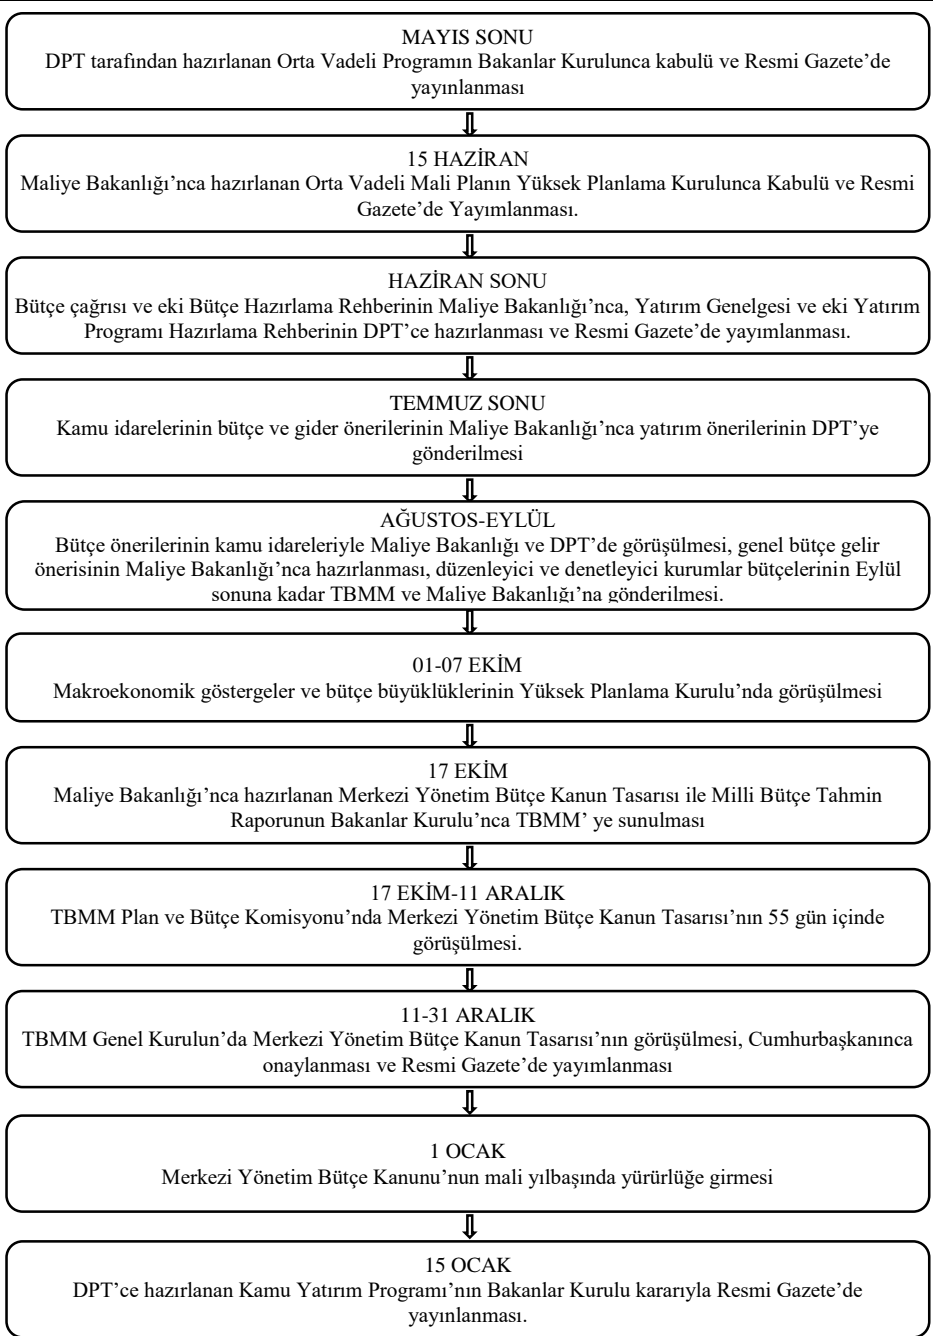 MAYIS SONU
DPT tarafından hazırlanan Orta Vadeli Programın Bakanlar Kurulunca kabulü ve Resmi Gazete’de
yayınlanması
15 HAZİRAN
Maliye Bakanlığı’nca hazırlanan Orta Vadeli Mali Planın Yüksek Planlama Kurulunca Kabulü ve Resmi
Gazete’de Yayımlanması.
HAZİRAN SONU
Bütçe çağrısı ve eki Bütçe Hazırlama Rehberinin Maliye Bakanlığı’nca, Yatırım Genelgesi ve eki Yatırım
Programı Hazırlama Rehberinin DPT’ce hazırlanması ve Resmi Gazete’de yayımlanması.
TEMMUZ SONU
Kamu idarelerinin bütçe ve gider önerilerinin Maliye Bakanlığı’nca yatırım önerilerinin DPT’ye
gönderilmesi
AĞUSTOS-EYLÜL
Bütçe önerilerinin kamu idareleriyle Maliye Bakanlığı ve DPT’de görüşülmesi, genel bütçe gelir
önerisinin Maliye Bakanlığı’nca hazırlanması, düzenleyici ve denetleyici kurumlar bütçelerinin Eylül
sonuna kadar TBMM ve Maliye Bakanlığı’na gönderilmesi.
01-07 EKİM
Makroekonomik göstergeler ve bütçe büyüklüklerinin Yüksek Planlama Kurulu’nda görüşülmesi
17 EKİM
Maliye Bakanlığı’nca hazırlanan Merkezi Yönetim Bütçe Kanun Tasarısı ile Milli Bütçe Tahmin
Raporunun Bakanlar Kurulu’nca TBMM’ ye sunulması
17 EKİM-11 ARALIK
TBMM Plan ve Bütçe Komisyonu’nda Merkezi Yönetim Bütçe Kanun Tasarısı’nın 55 gün içinde
görüşülmesi.
11-31 ARALIK
TBMM Genel Kurulun’da Merkezi Yönetim Bütçe Kanun Tasarısı’nın görüşülmesi, Cumhurbaşkanınca
onaylanması ve Resmi Gazete’de yayımlanması
1 OCAK
Merkezi Yönetim Bütçe Kanunu’nun mali yılbaşında yürürlüğe girmesi
15 OCAK
DPT’ce hazırlanan Kamu Yatırım Programı’nın Bakanlar Kurulu kararıyla Resmi Gazete’de
yayınlanması.